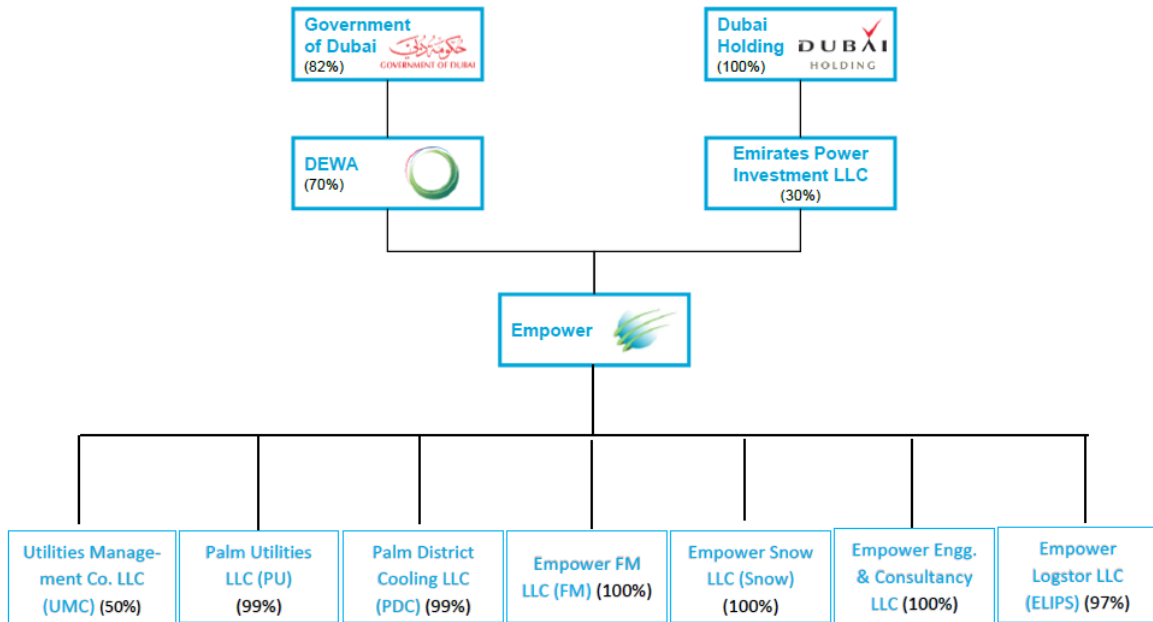 Government
of Dubai
(82%)
حكومة دبي
GOVERNMENT OF DUBAI
Dubai
Holding
(100%)
DUBAI
HOLDING
DEWA
(70%)
Emirates Power
Investment LLC
(30%)
Empower
Utilities Manage-
ment Co. LLC
(UMC) (50%)
Palm Utilities
LLC (PU)
(99%)
Palm District
Cooling LLC
(PDC) (99%)
Empower FM
LLC (FM) (100%)
Empower Snow
LLC (Snow)
(100%)
Empower Engg.
& Consultancy
LLC (100%)
Empower
Logstor LLC
(ELIPS) (97%)